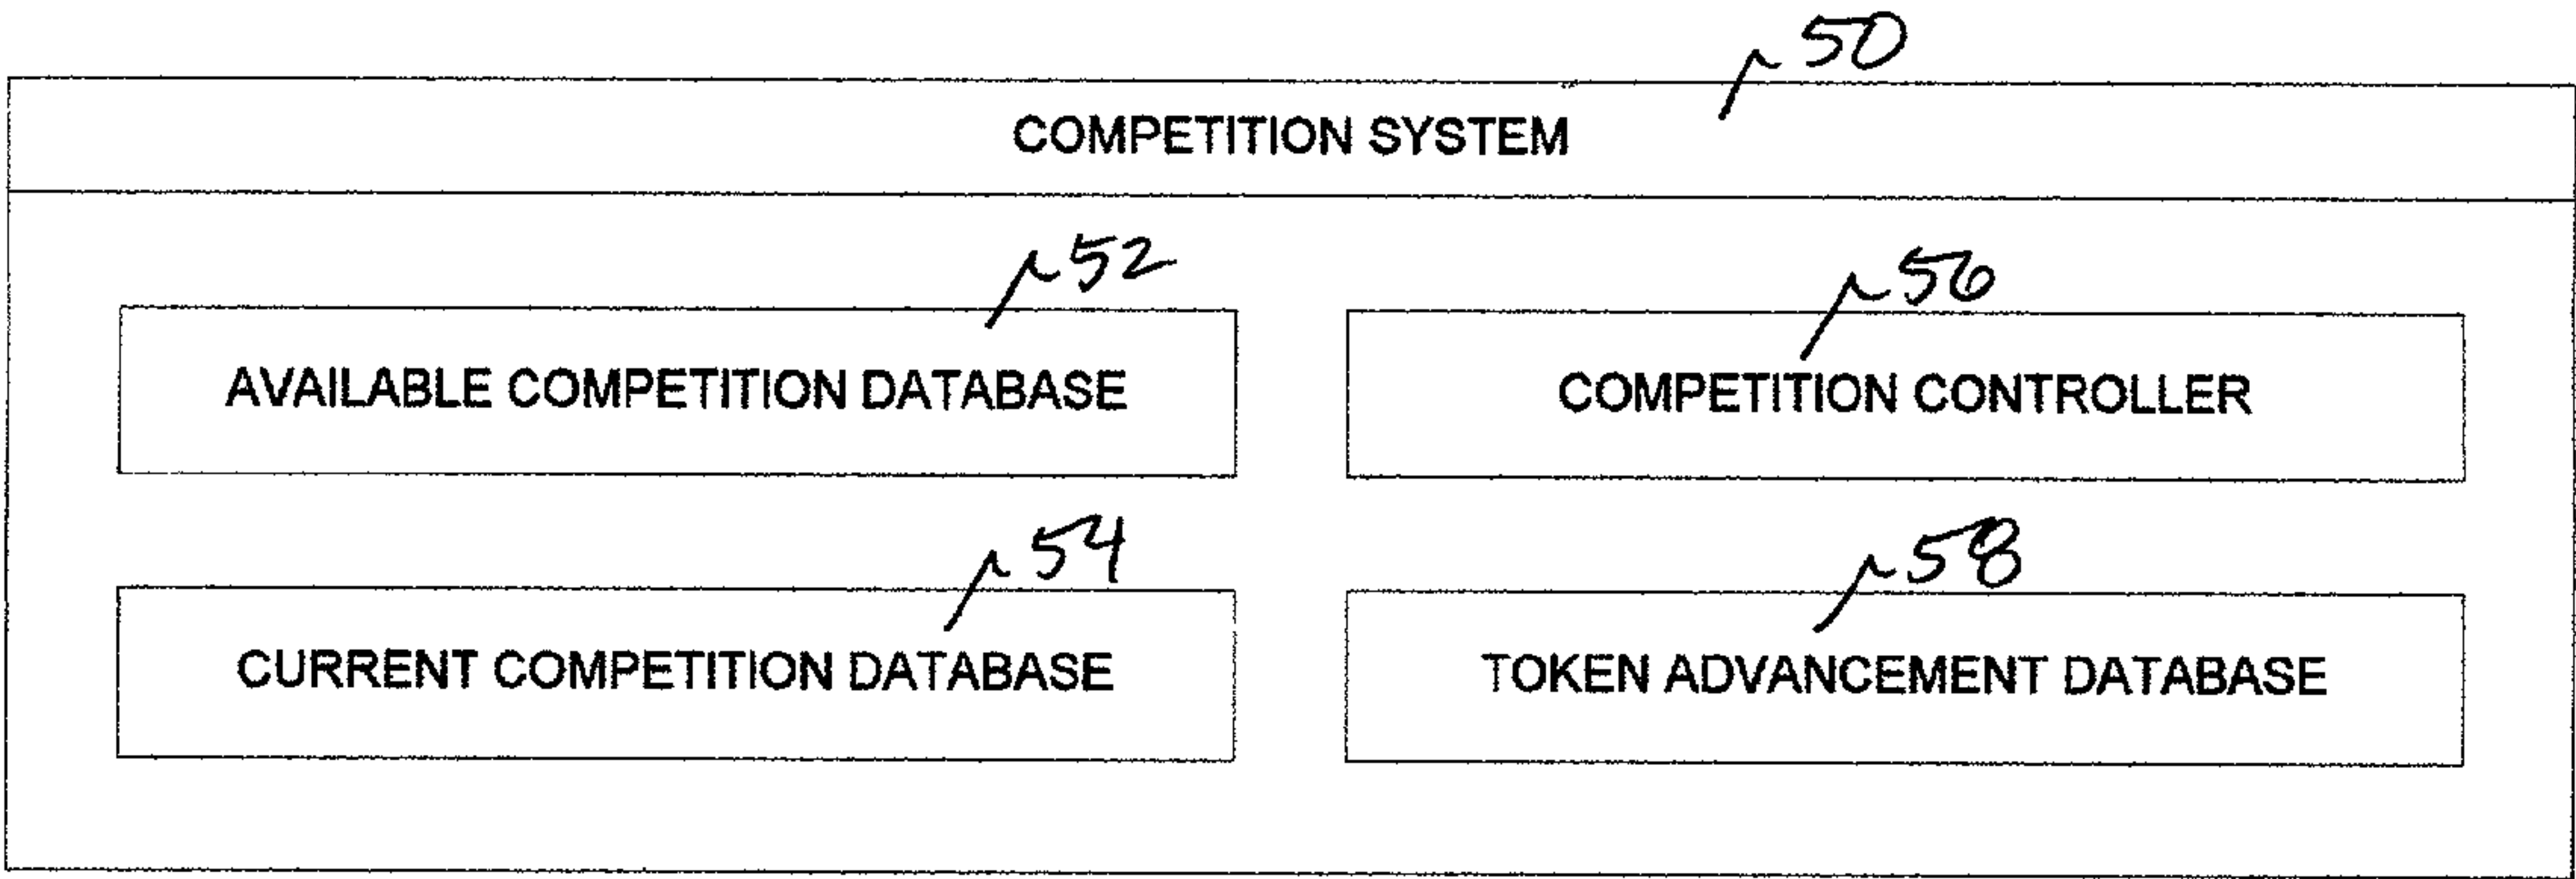 50
COMPETITION SYSTEM
52
56
AVAILABLE COMPETITION DATABASE
COMPETITION CONTROLLER
54
58
CURRENT COMPETITION DATABASE
TOKEN ADVANCEMENT DATABASE